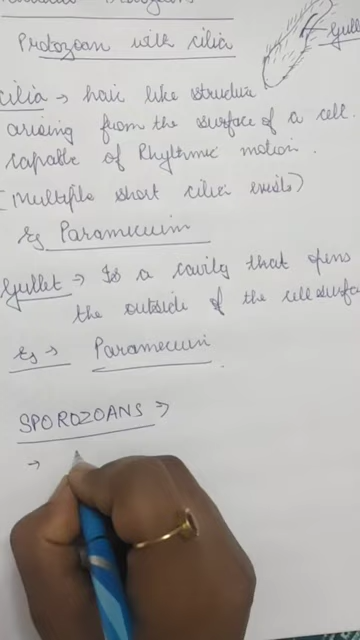 Protozoan with cilia
Gullet
cilia → hair like structure
arising from the surface of a cell.
capable of Rhythmic motion.
(Multiple short cilia exists)
Eg Paramecium
Gullet → Is a cavity that opens
the outside of the cell surfa
Eg → Paramecium
SPOROZOANS →
→